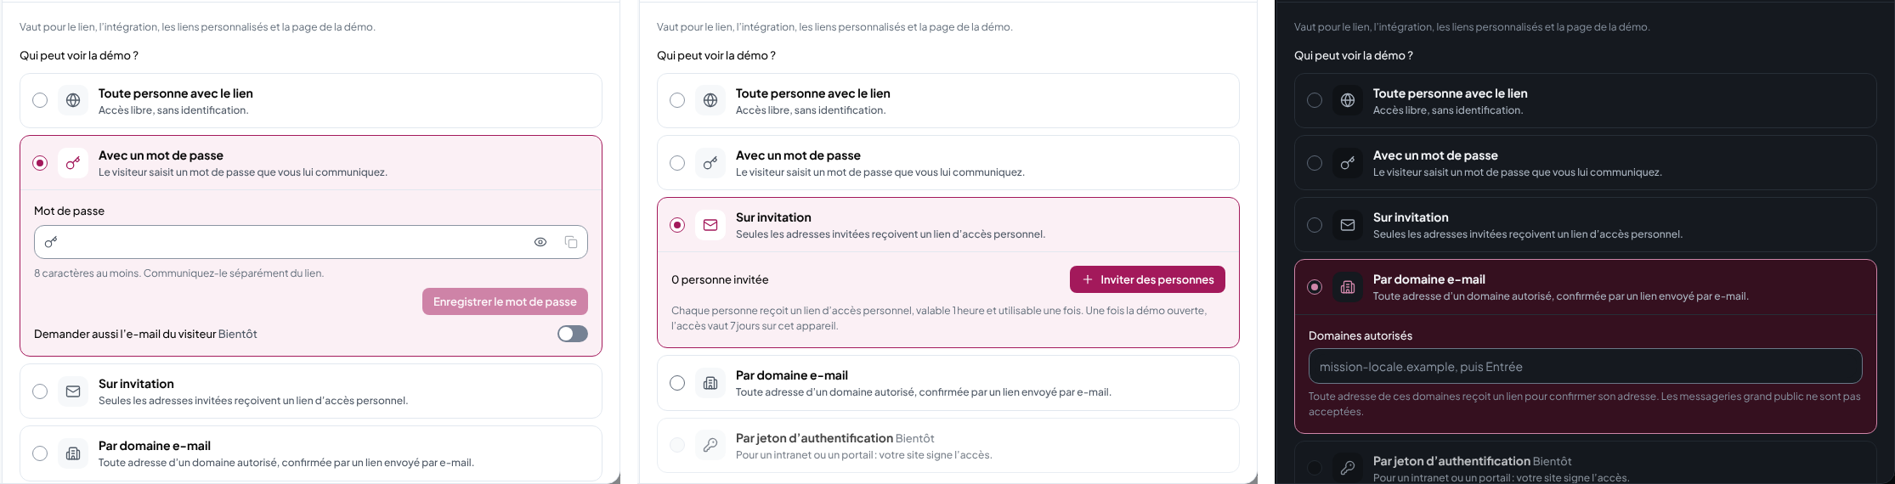 Vaut pour le lien, l'intégration, les liens personnalisés et la page de la démo.
Qui peut voir la démo ?
Toute personne avec le lien
Accès libre, sans identification.
Avec un mot de passe
Le visiteur saisit un mot de passe que vous lui communiquez.
Mot de passe
8 caractères au moins. Communiquez-le séparément du lien.
Enregistrer le mot de passe
Demander aussi l'e-mail du visiteur Bientôt
Sur invitation
Seules les adresses invitées reçoivent un lien d'accès personnel.
Par domaine e-mail
Toute adresse d'un domaine autorisé, confirmée par un lien envoyé par e-mail.
Vaut pour le lien, l'intégration, les liens personnalisés et la page de la démo.
Qui peut voir la démo ?
Toute personne avec le lien
Accès libre, sans identification.
Avec un mot de passe
Le visiteur saisit un mot de passe que vous lui communiquez.
Sur invitation
Seules les adresses invitées reçoivent un lien d'accès personnel.
0 personne invitée
Inviter des personnes
Chaque personne reçoit un lien d'accès personnel, valable 1 heure et utilisable une fois. Une fois la démo ouverte,
l'accès vaut 7 jours sur cet appareil.
Par domaine e-mail
Toute adresse d'un domaine autorisé, confirmée par un lien envoyé par e-mail.
Par jeton d'authentification Bientôt
Pour un intranet ou un portail : votre site signe l'accès.
Vaut pour le lien, l'intégration, les liens personnalisés et la page de la démo.
Qui peut voir la démo ?
Toute personne avec le lien
Accès libre, sans identification.
Avec un mot de passe
Le visiteur saisit un mot de passe que vous lui communiquez.
Sur invitation
Seules les adresses invitées reçoivent un lien d'accès personnel.
Par domaine e-mail
Toute adresse d'un domaine autorisé, confirmée par un lien envoyé par e-mail.
Domaines autorisés
mission-locale.example, puis Entrée
Toute adresse de ces domaines reçoit un lien pour confirmer son adresse. Les messageries grand public ne sont pas
acceptées.
Par jeton d'authentification Bientôt
Pour un intranet ou un portail : votre site signe l'accès.